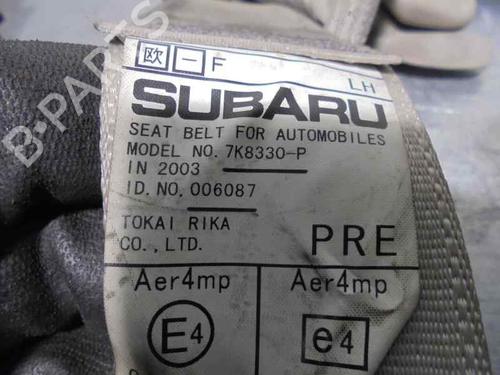 欧 一 F
LH
SUBARU
SEAT BELT FOR AUTOMOBILES
MODEL NO. 7K8330-P
IN 2003
ID. NO. 006087
TOKAI RIKA
CO., LTD.
PRE
Aer4mp
Aer4mp
E4
e4
B-PARTS